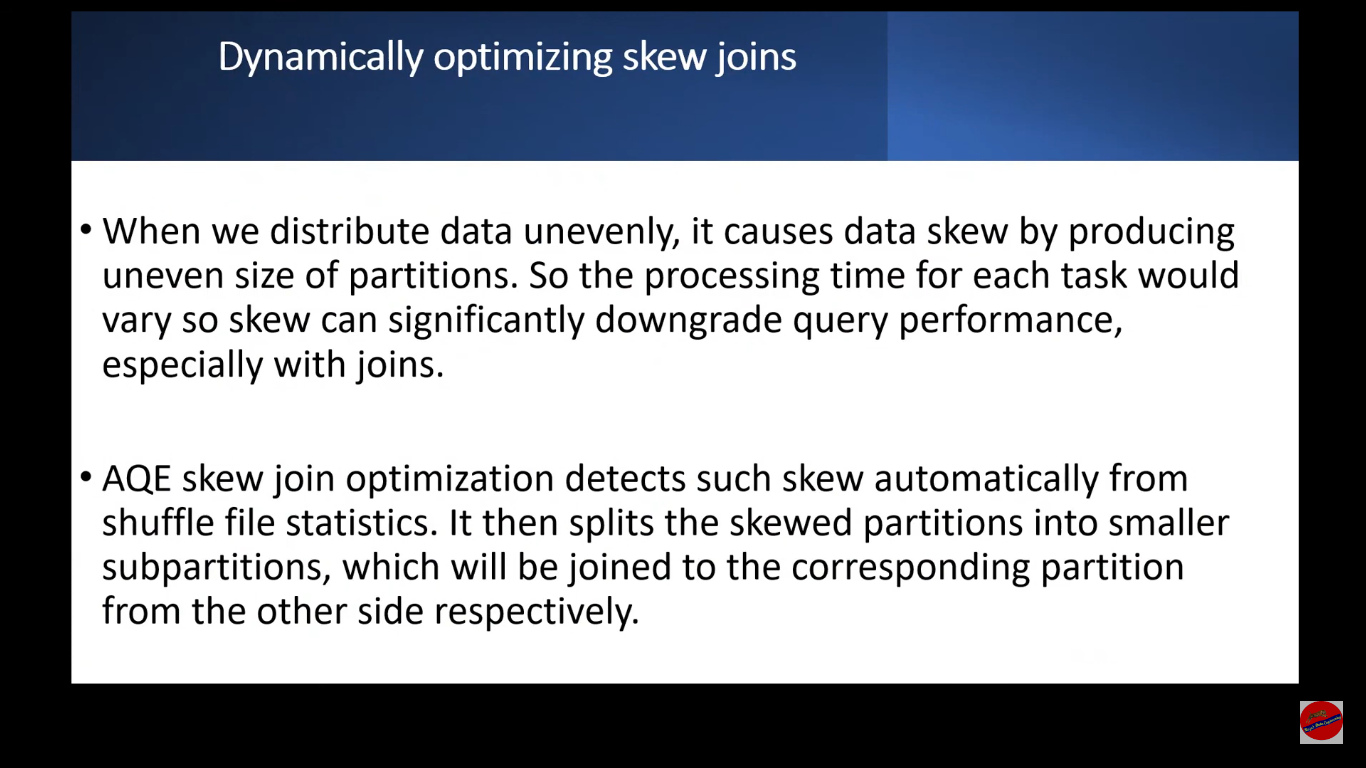 Dynamically optimizing skew joins
• When we distribute data unevenly, it causes data skew by producing
uneven size of partitions. So the processing time for each task would
vary so skew can significantly downgrade query performance,
especially with joins.
• AQE skew join optimization detects such skew automatically from
shuffle file statistics. It then splits the skewed partitions into smaller
subpartitions, which will be joined to the corresponding partition
from the other side respectively.